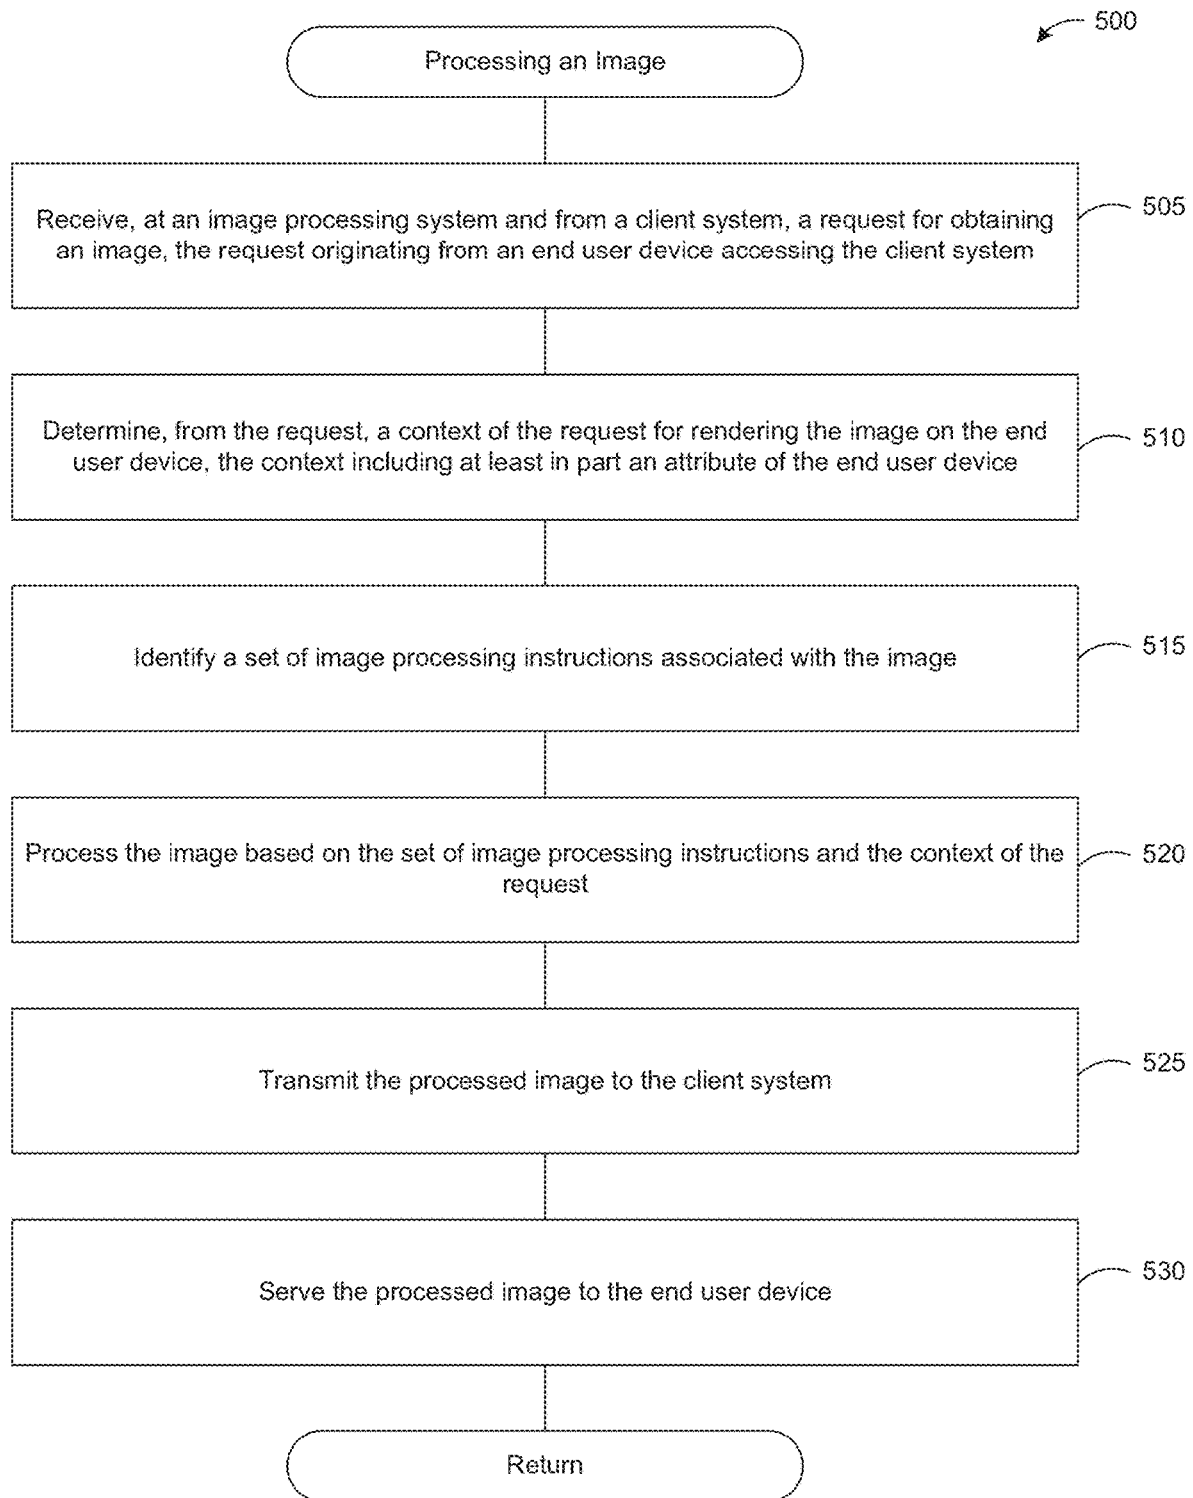 500
Processing an Image
Receive, at an image processing system and from a client system, a request for obtaining
an image, the request originating from an end user device accessing the client system
505
Determine, from the request, a context of the request for rendering the image on the end
user device, the context including at least in part an attribute of the end user device
510
Identify a set of image processing instructions associated with the image
515
Process the image based on the set of image processing instructions and the context of the
request
520
Transmit the processed image to the client system
525
Serve the processed image to the end user device
530
Return